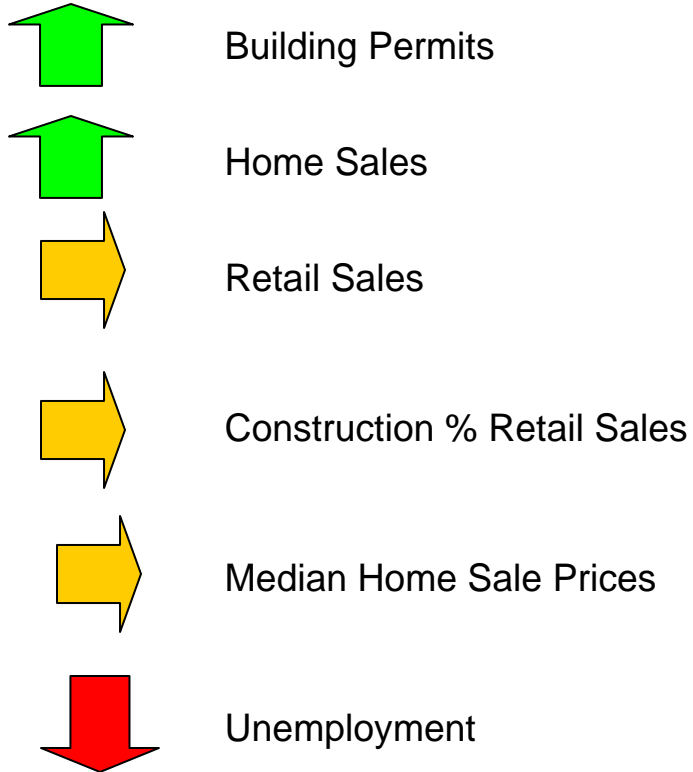 Building Permits
Home Sales
Retail Sales
Construction % Retail Sales
Median Home Sale Prices
Unemployment